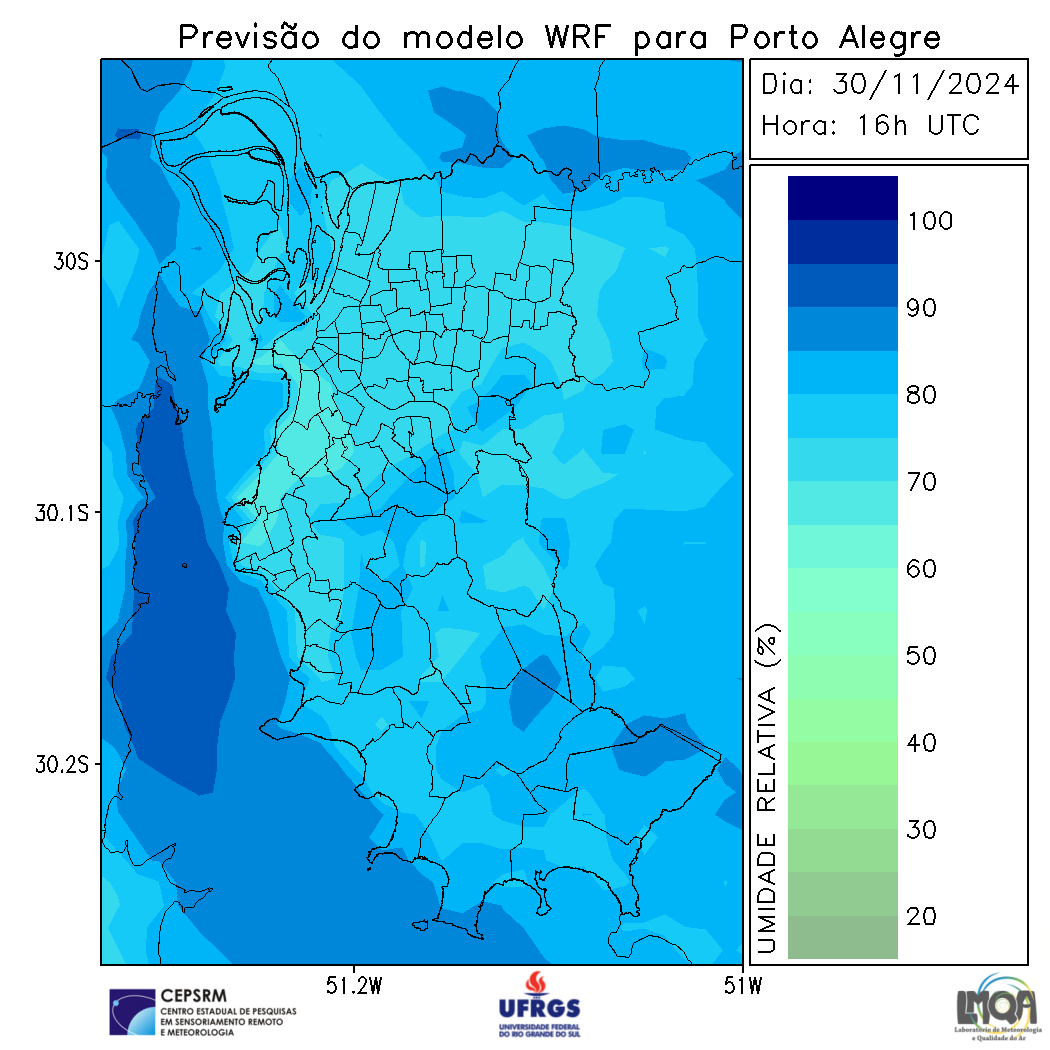 Previsão do modelo WRF para Porto Alegre
Dia: 30/11/2024
Hora: 16h UTC
30S
30.1S
30.2S
51.2W
51W
100
90
80
70
60
50
40
30
20
UMIDADE RELATIVA (%)
CEPSRM
CENTRO ESTADUAL DE PESQUISAS
EM SENSORIAMENTO REMOTO
E METEOROLOGIA
UFRGS
UNIVERSIDADE FEDERAL
DO RIO GRANDE DO SUL
LMQA
Laboratório de Meteorologia
e Qualidade do Ar